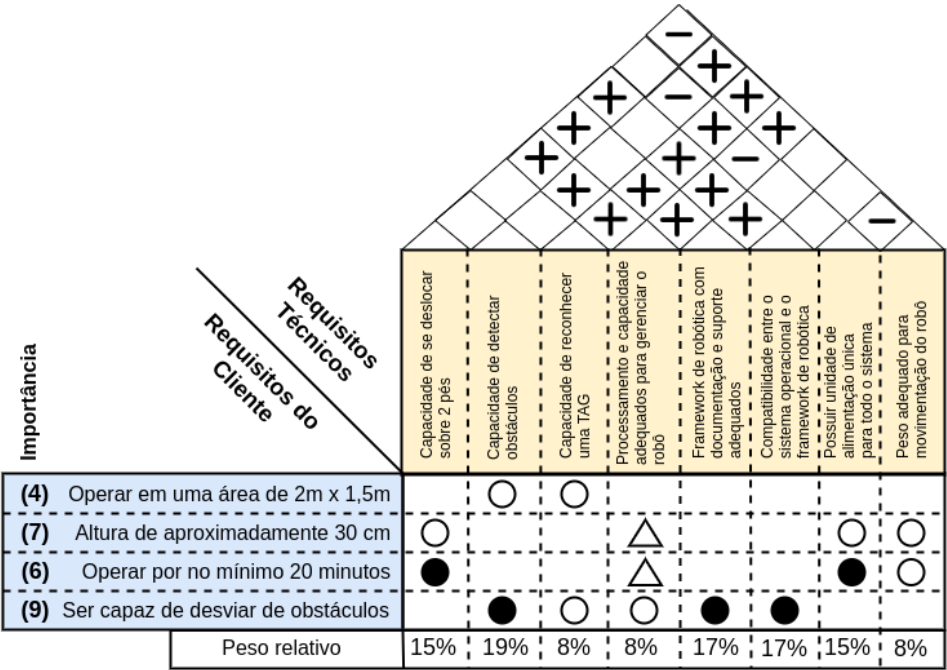 Requisitos
Técnicos
Requisitos do
Cliente
Importância
Capacidade de se deslocar
sobre 2 pés
Capacidade de detectar
obstáculos
Capacidade de reconhecer
uma TAG
Processamento e capacidade
adequados para gerenciar o
robô
Framework de robótica com
documentação e suporte
adequados
Compatibilidade entre o
sistema operacional e o
framework de robótica
Possuir unidade de
alimentação única
para todo o sistema
Peso adequado para
movimentação do robô
(4) Operar em uma área de 2m x 1,5m
(7) Altura de aproximadamente 30 cm
(6) Operar por no mínimo 20 minutos
(9) Ser capaz de desviar de obstáculos
Peso relativo 15% 19% 8% 8% 17% 17% 15% 8%